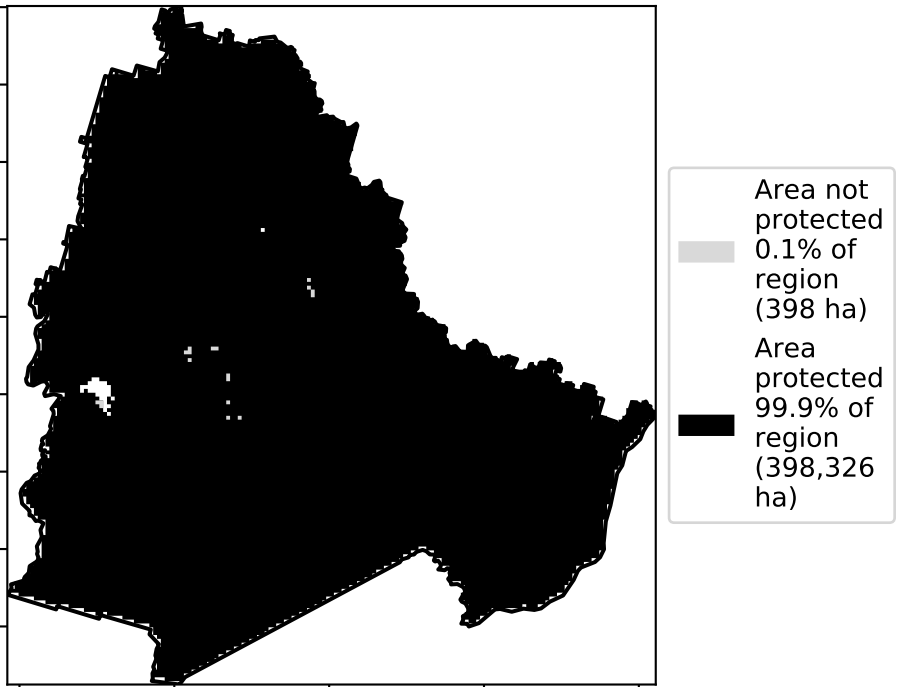 Area not
protected
0.1% of
region
(398 ha)
Area
protected
99.9% of
region
(398,326
ha)